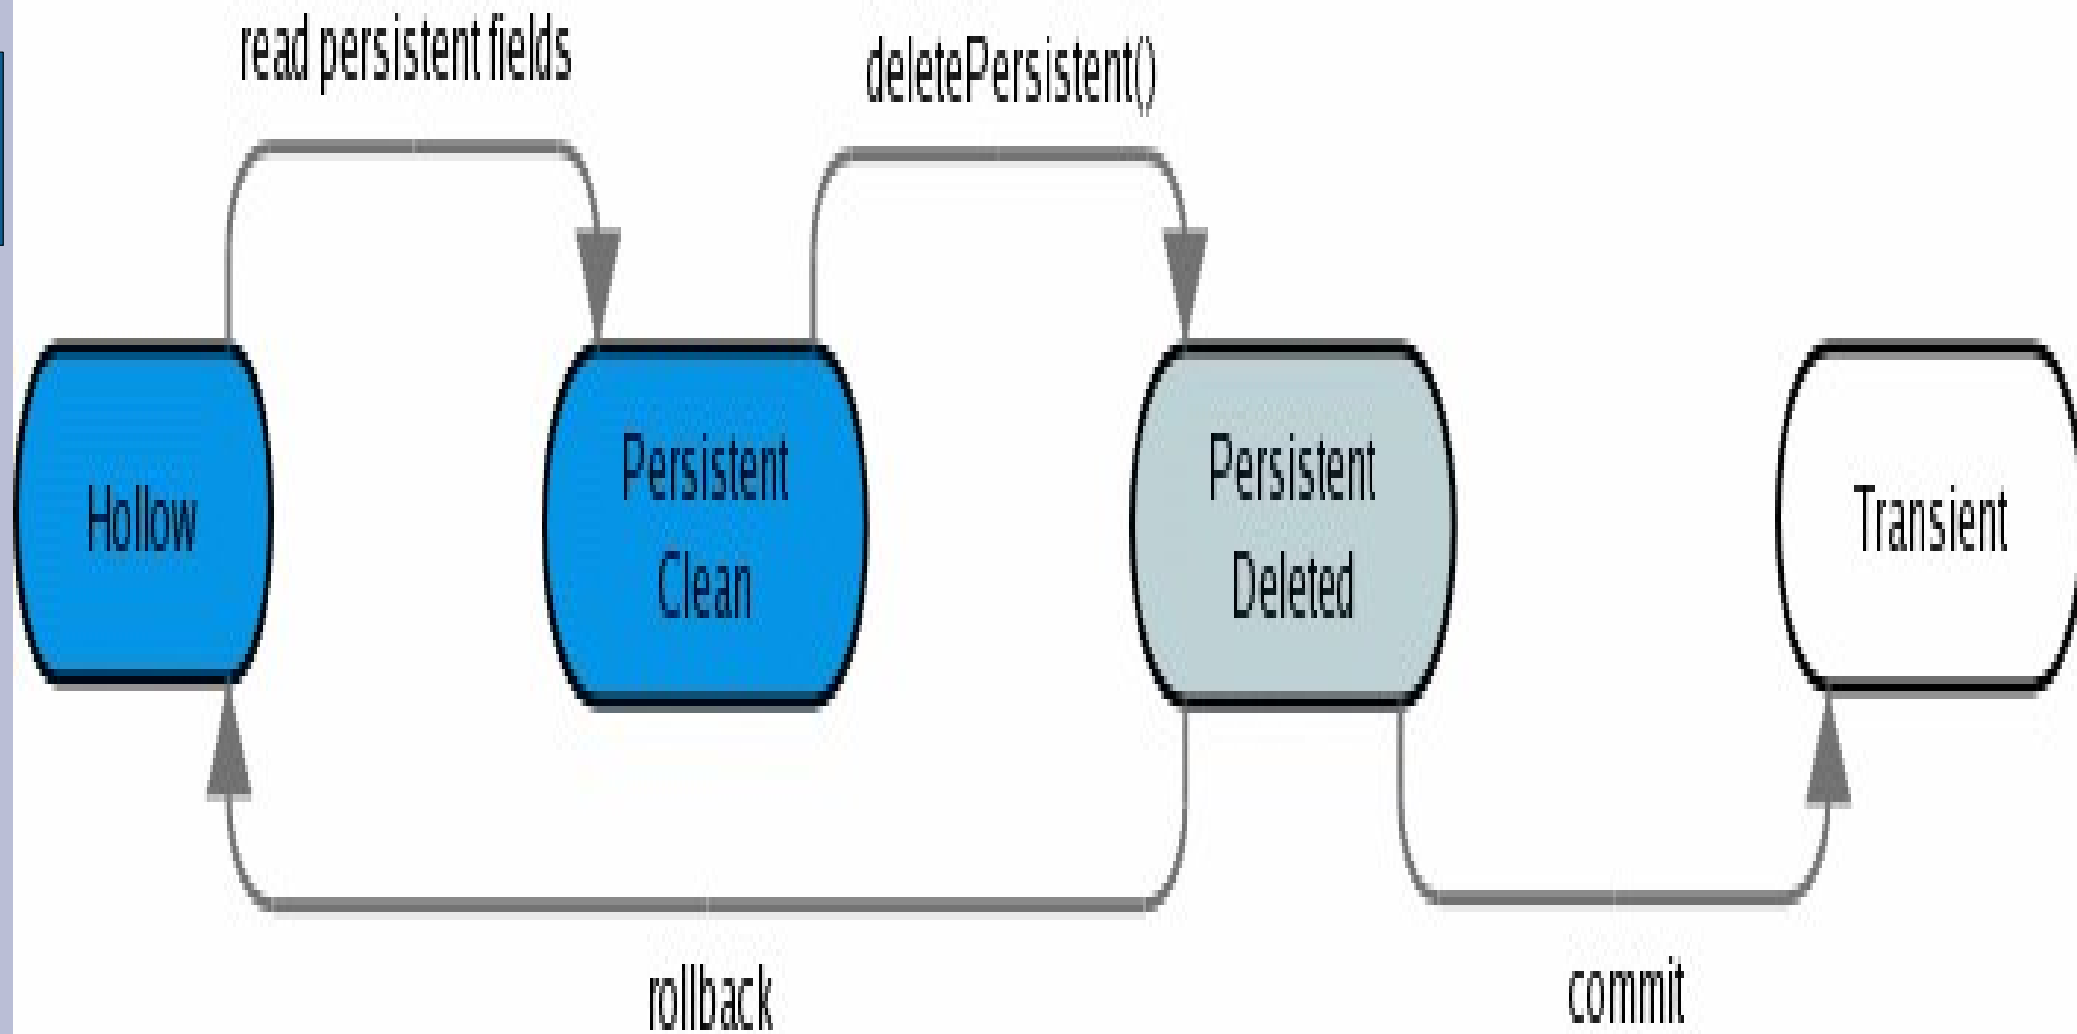 read persistent fields
deletePersistent()
Hollow
Persistent
Clean
Persistent
Deleted
Transient
rollback
commit